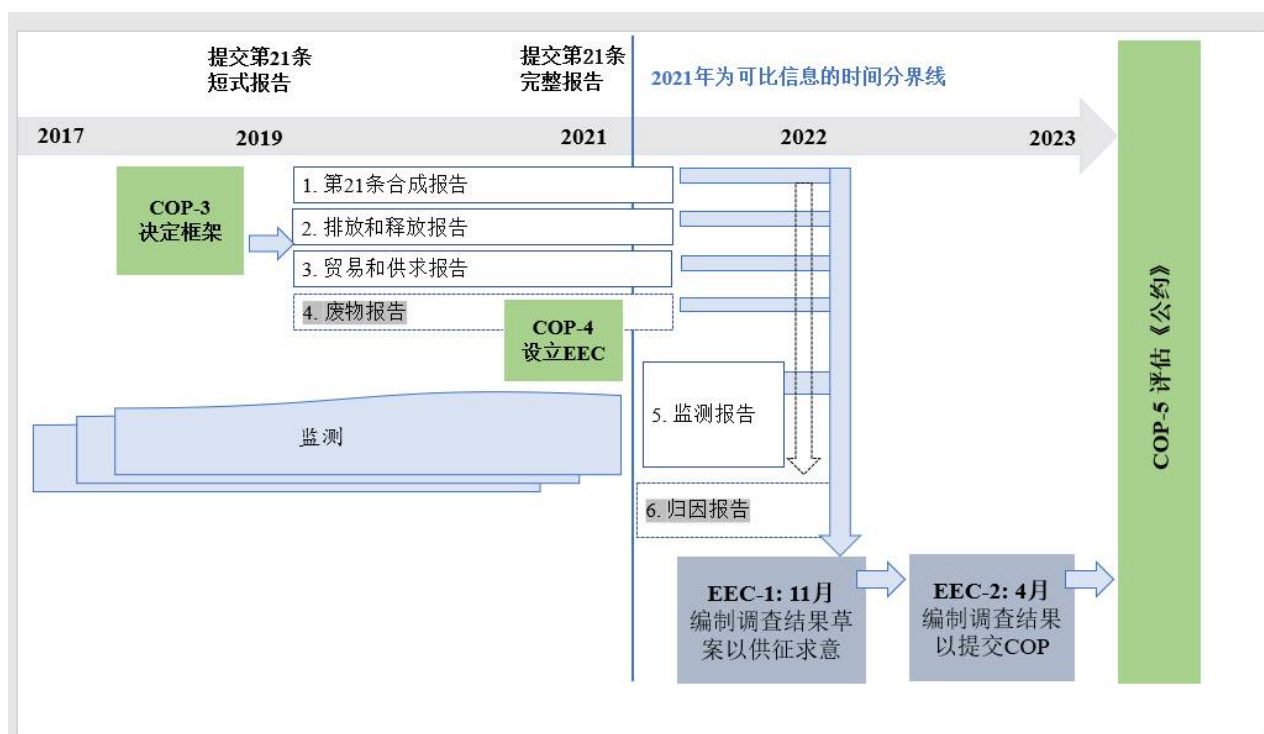 提交第21条
短式报告
提交第21条
完整报告
2021年为可比信息的时间分界线
2017
2019
2021
2022
2023
COP-3
决定框架
1. 第21条合成报告
2. 排放和释放报告
3. 贸易和供求报告
4. 废物报告
COP-4
设立EEC
监测
5. 监测报告
6. 归因报告
EEC-1: 11月
编制调查结果草
案以供征求意
EEC-2: 4月
编制调查结果
以提交COP
COP-5 评估《公约》